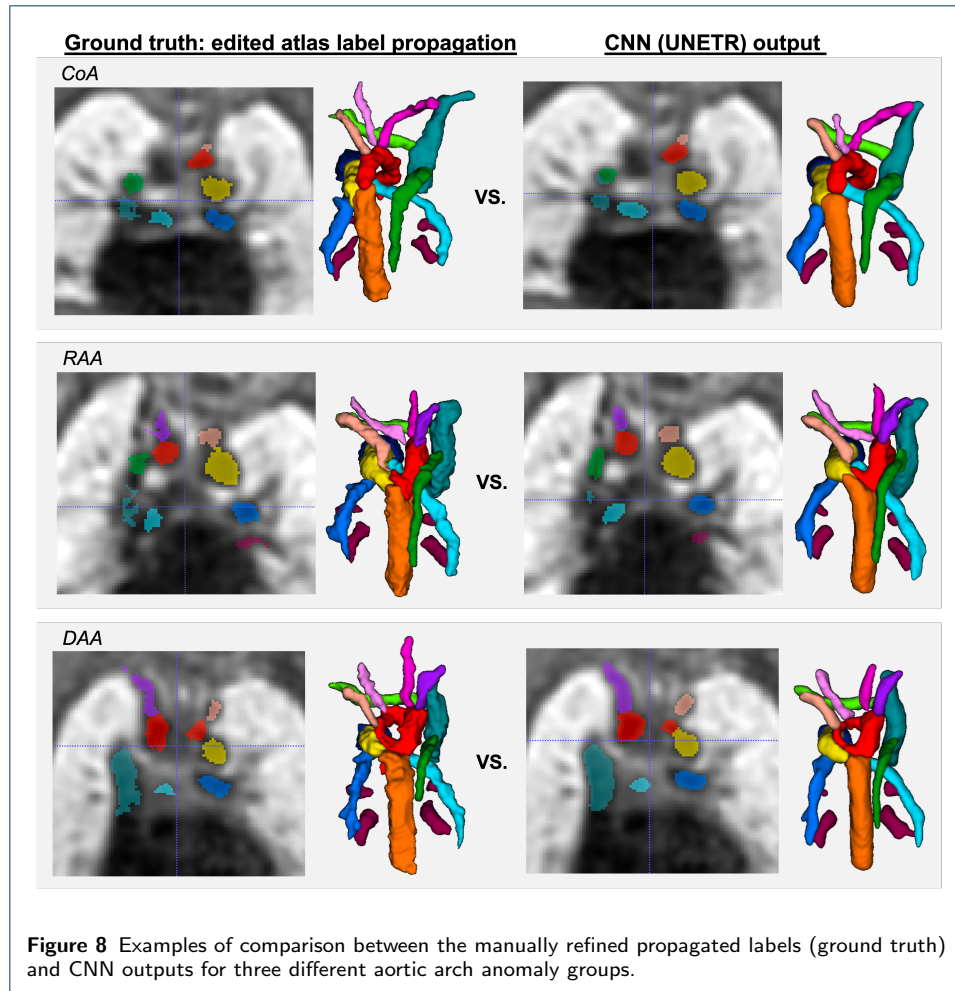 Ground truth: edited atlas label propagation
CNN (UNETR) output
CoA
VS.
RAA
VS.
DAA
VS.
Figure 8 Examples of comparison between the manually refined propagated labels (ground truth)
and CNN outputs for three different aortic arch anomaly groups.